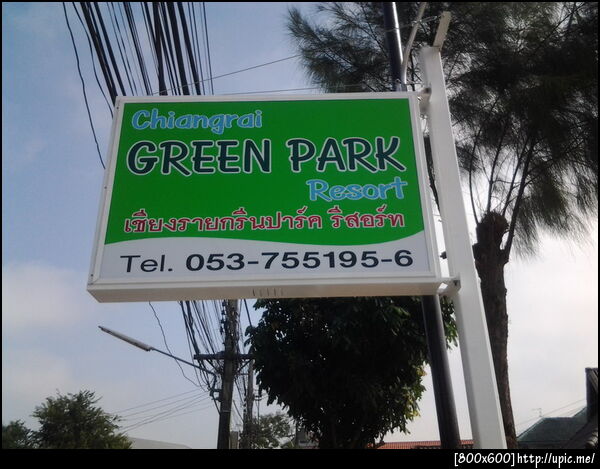 Chiangrai
GREEN PARK
Resort
เชียงรายกรีนปาร์ค รีสอร์ท
Tel. 053-755195-6
[800x600]http://upic.me/